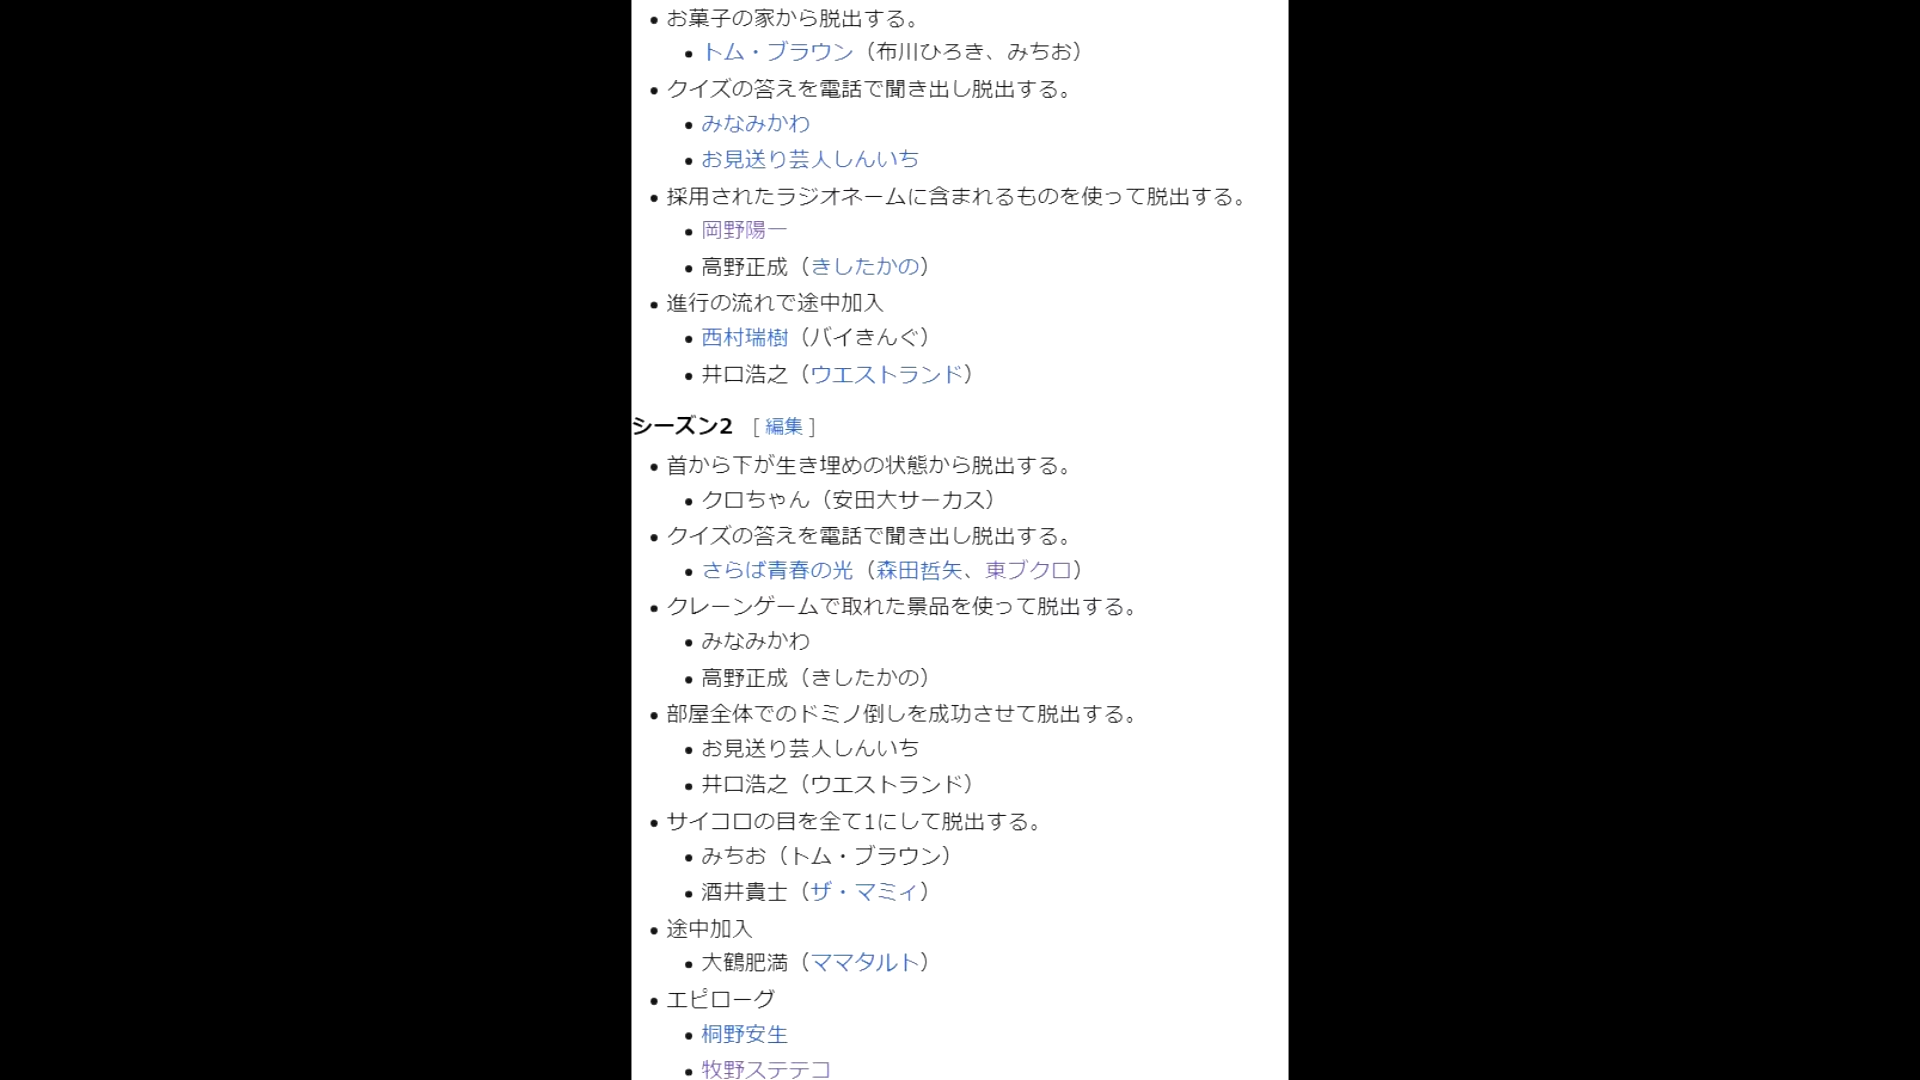 お菓子の家から脱出する。
トム・ブラウン（布川ひろき、みちお）
クイズの答えを電話で聞き出し脱出する。
みなみかわ
お見送り芸人しんいち
採用されたラジオネームに含まれるものを使って脱出する。
岡野陽一
高野正成（きしたかの）
進行の流れで途中加入
西村瑞樹（バイきんぐ）
井口浩之（ウエストランド）
シーズン2 [ 編集 ]
首から下が生き埋めの状態から脱出する。
クロちゃん（安田大サーカス）
クイズの答えを電話で聞き出し脱出する。
さらば青春の光（森田哲矢、東ブクロ）
クレーンゲームで取れた景品を使って脱出する。
みなみかわ
高野正成（きしたかの）
部屋全体でのドミノ倒しを成功させて脱出する。
お見送り芸人しんいち
井口浩之（ウエストランド）
サイコロの目を全て1にして脱出する。
みちお（トム・ブラウン）
酒井貴士（ザ・マミィ）
途中加入
大鶴肥満（ママタルト）
エピローグ
桐野安生
牧野ステテコ